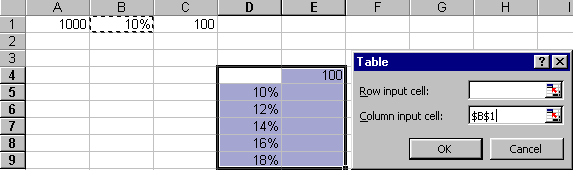 A B C D E F G H I
1 1000 10% 100
2
3
Table ? X
4 100
Row input cell:
5 10%
6 12%
Column input cell: $B$1
7 14%
8 16%
OK Cancel
9 18%